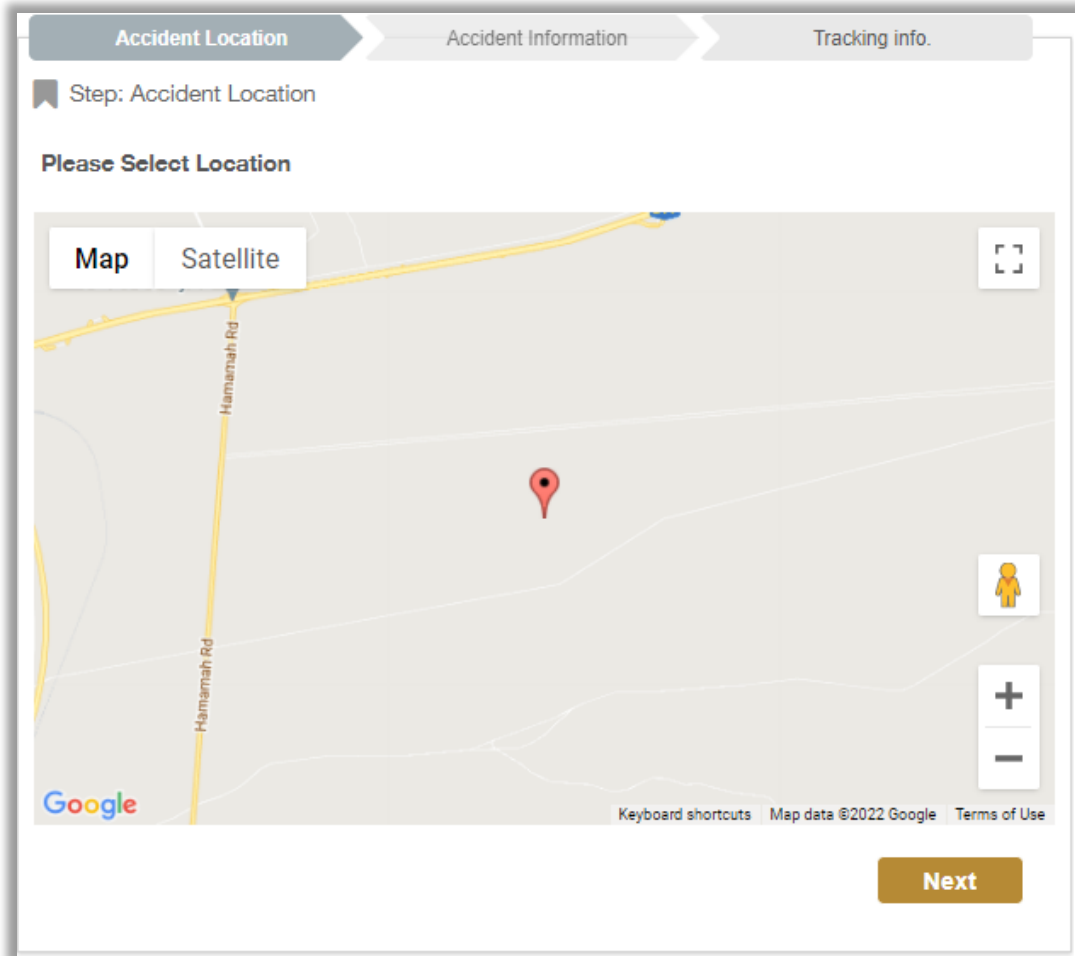 Accident Location Accident Information Tracking info.
Step: Accident Location
Please Select Location
Map Satellite
Hamamah Rd
Hamamah Rd
Google
Keyboard shortcuts Map data ©2022 Google Terms of Use
Next